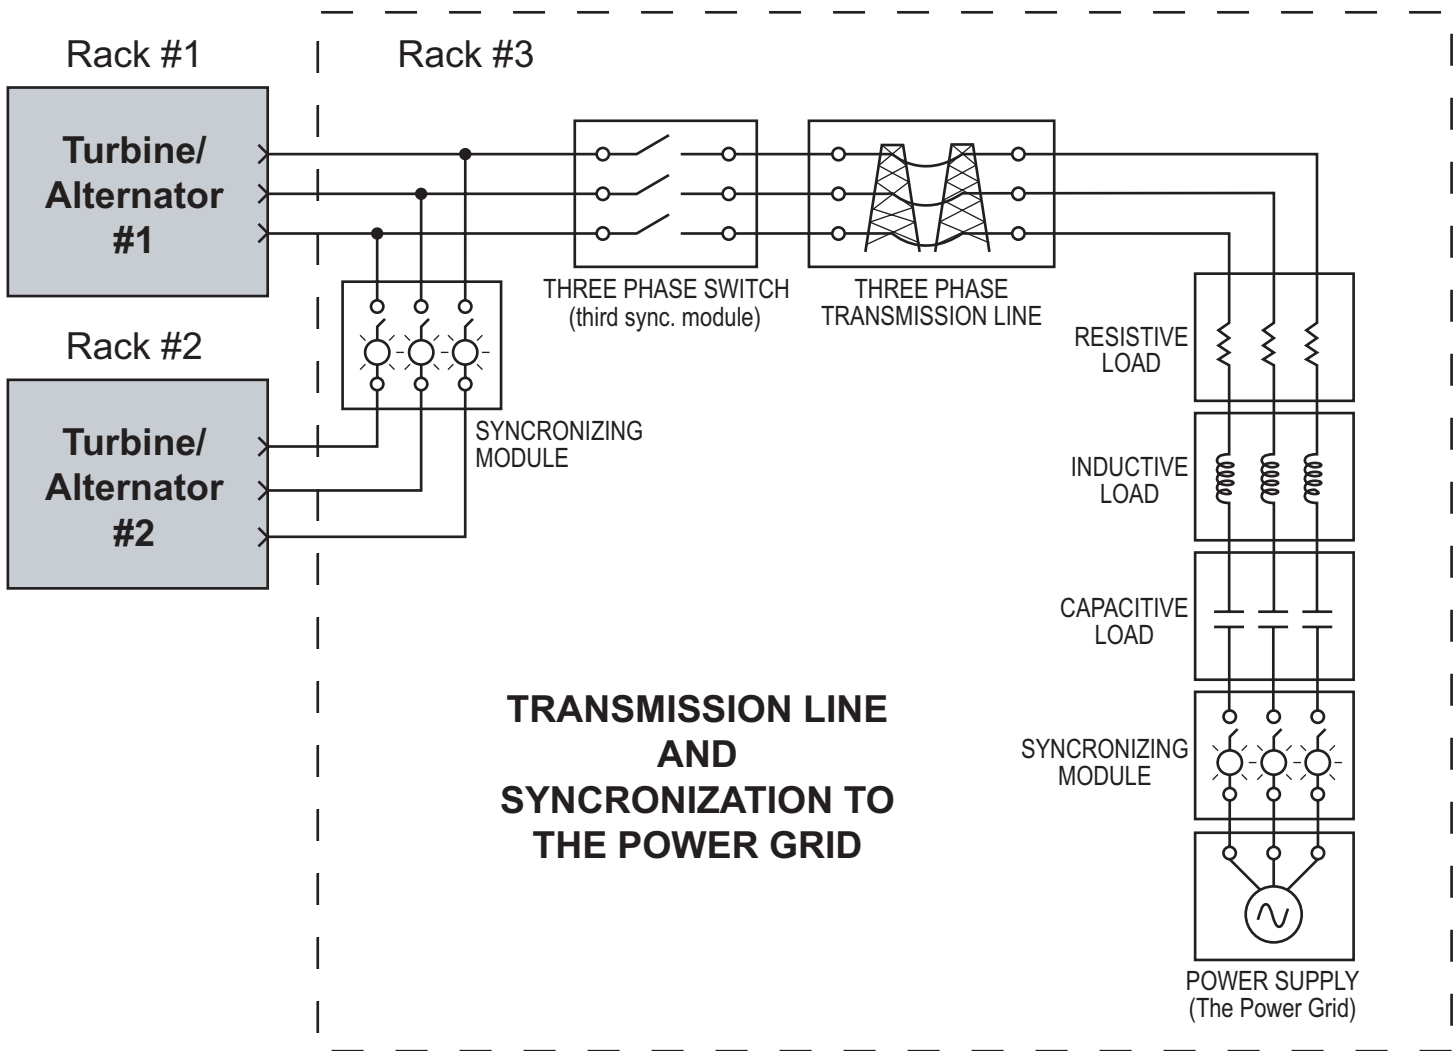 Rack #1
Rack #3
Turbine/
Alternator
#1
THREE PHASE SWITCH
(third sync. module)
THREE PHASE
TRANSMISSION LINE
Rack #2
RESISTIVE
LOAD
Turbine/
Alternator
#2
SYNCRONIZING
MODULE
INDUCTIVE
LOAD
CAPACITIVE
LOAD
TRANSMISSION LINE
AND
SYNCRONIZATION TO
THE POWER GRID
SYNCRONIZING
MODULE
POWER SUPPLY
(The Power Grid)